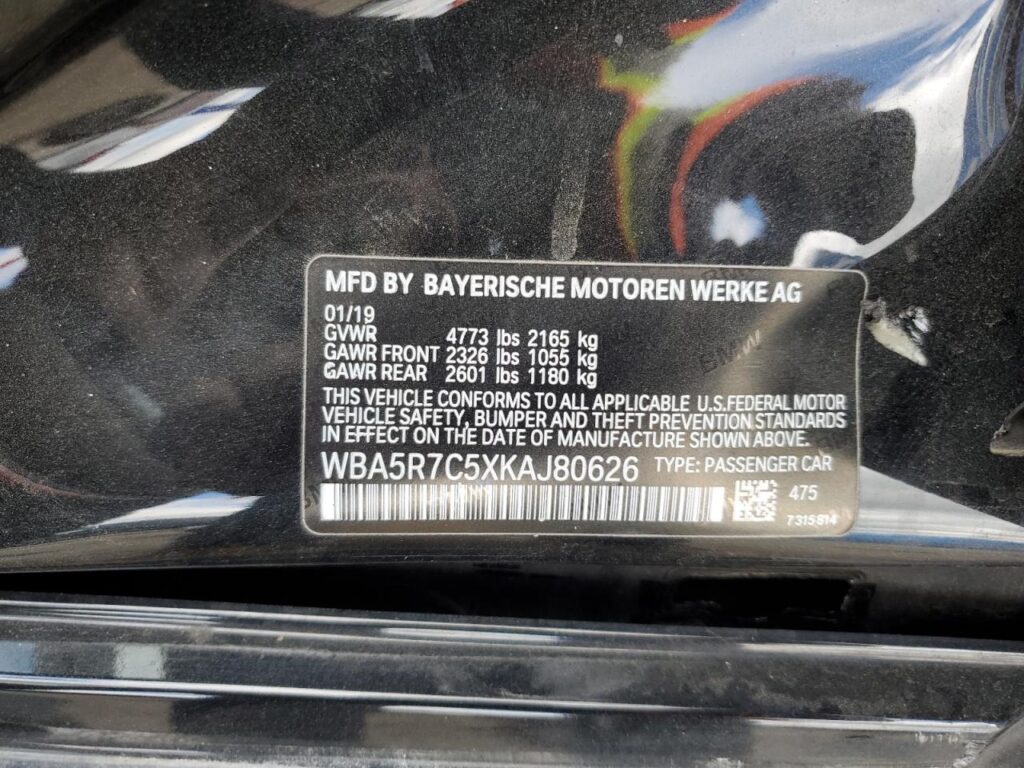 MFD BY BAYERISCHE MOTOREN WERKE AG
01/19
GVWR 4773 lbs 2165 kg
GAWR FRONT 2326 lbs 1055 kg
GAWR REAR 2601 lbs 1180 kg
BMW
THIS VEHICLE CONFORMS TO ALL APPLICABLE U.S.FEDERAL MOTOR
VEHICLE SAFETY, BUMPER AND THEFT PREVENTION STANDARDS
IN EFFECT ON THE DATE OF MANUFACTURE SHOWN ABOVE.
WBA5R7C5XKAJ80626 TYPE: PASSENGER CAR
475
7315814